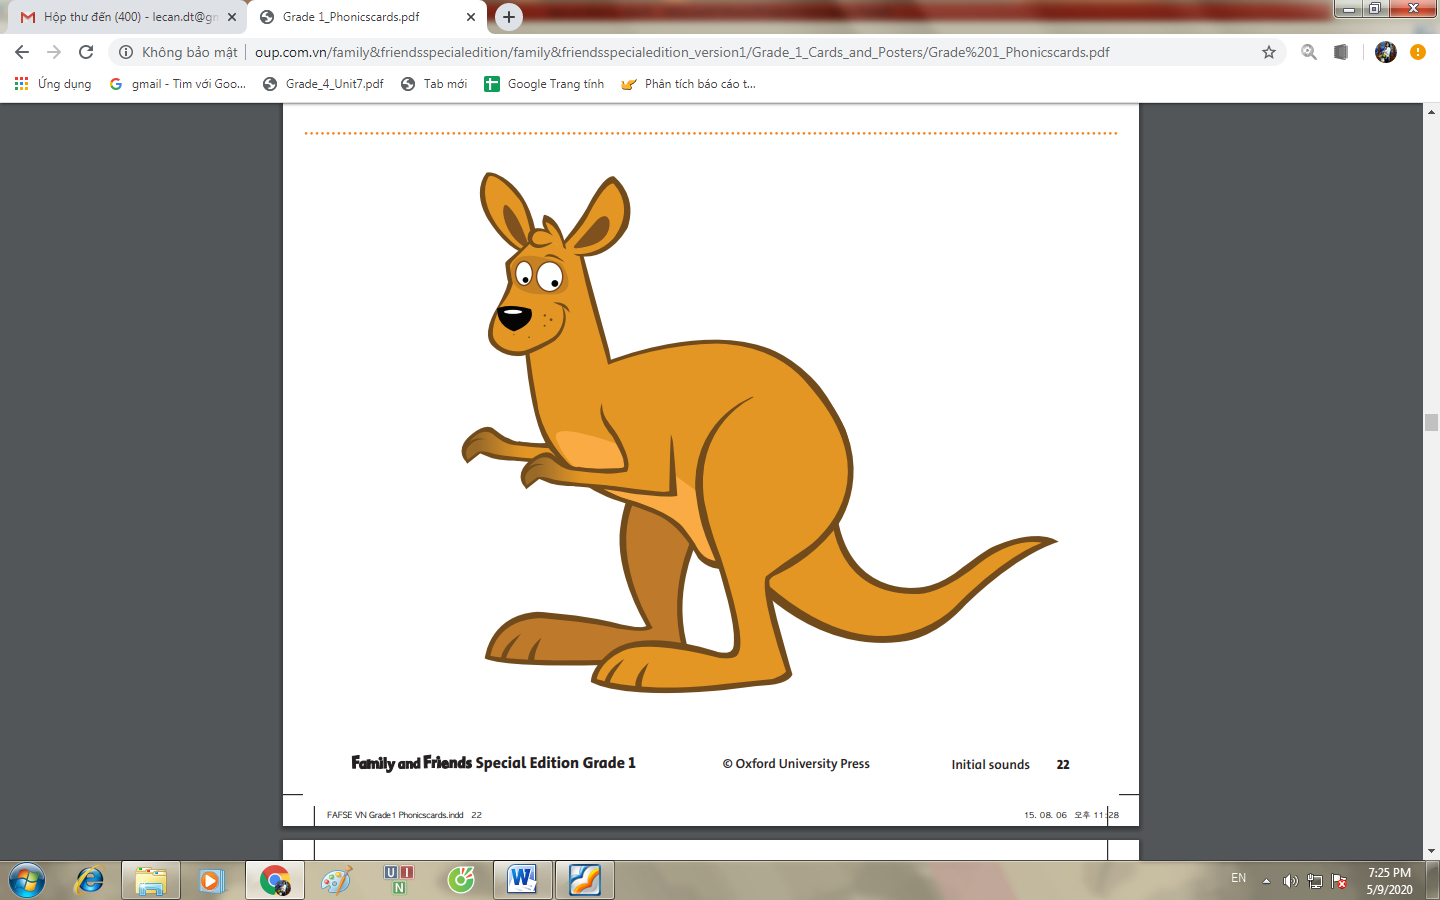 Hộp thư đến (400) - lecan.dt@gm
Grade 1_Phonicscards.pdf
Không bảo mật
oup.com.vn/family&friendsspecialedition/family&friendsspecialedition_version1/Grade_1_Cards_and_Posters/Grade%201_Phonicscards.pdf
Ứng dụng
gmail - Tìm với Goo...
Grade_4_Unit7.pdf
Tab mới
Google Trang tính
Phân tích báo cáo t...
Family and Friends Special Edition Grade 1
© Oxford University Press
Initial sounds 22
FAFSE VN Grade1 Phonicscards.indd 22
15. 08. 06 오후 11:28
U I
N
W
EN
7:25 PM
5/9/2020